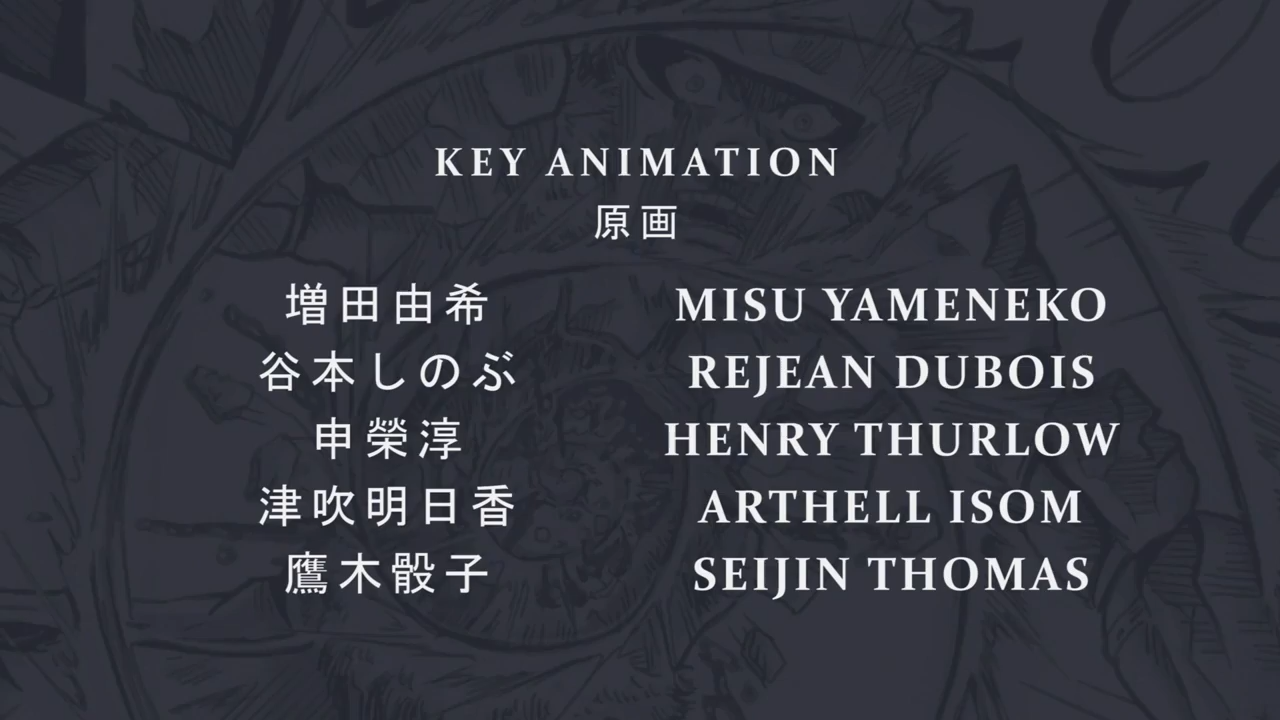 KEY ANIMATION
原画
増田由希 MISU YAMENEKO
谷本しのぶ REJEAN DUBOIS
申榮淳 HENRY THURLOW
津吹明日香 ARTHELL ISOM
鷹木骰子 SEIJIN THOMAS